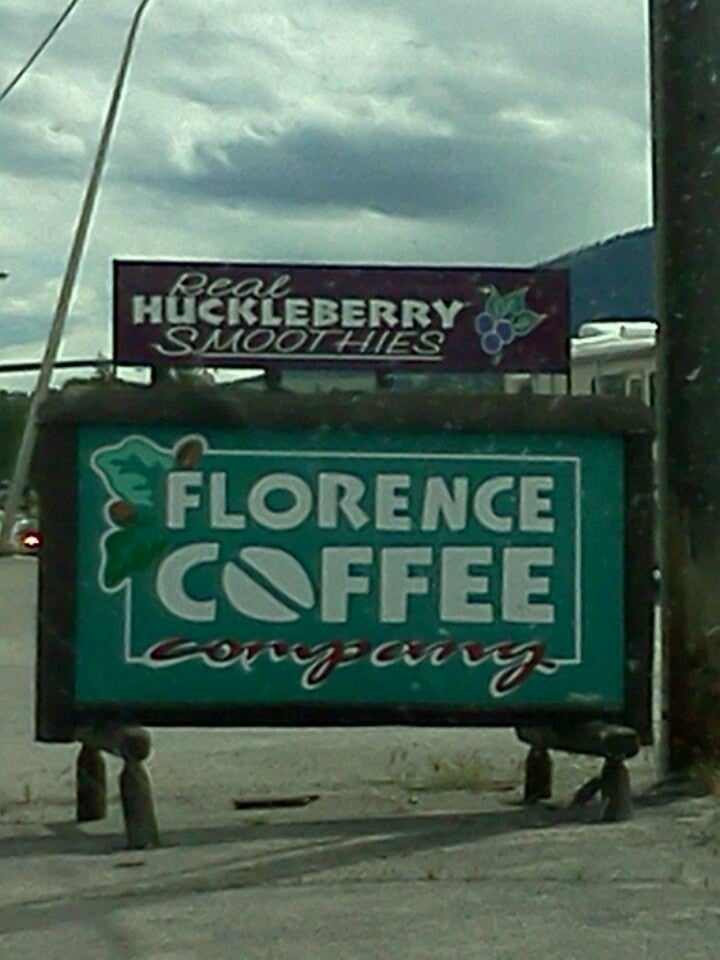 Real
HUCKLEBERRY
SMOOTHIES
FLORENCE
COFFEE
company